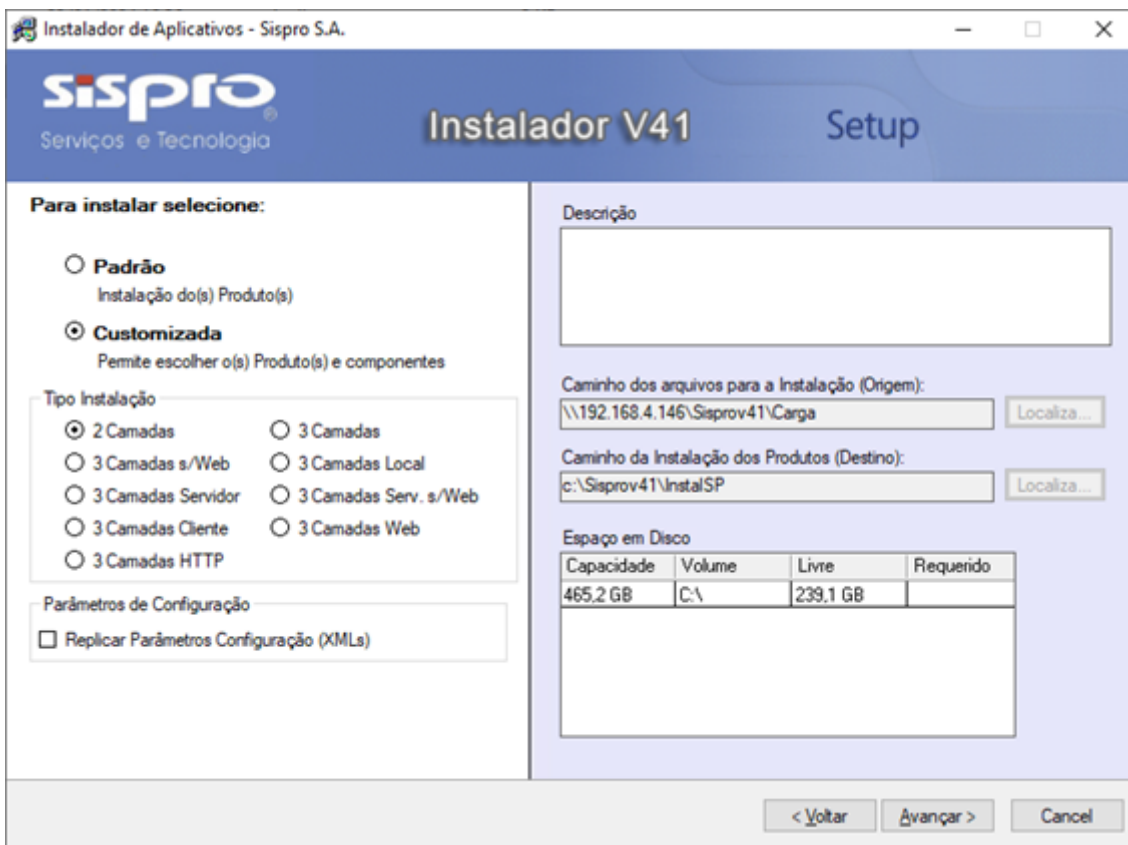 Instalador de Aplicativos - Sispro S.A.
sispro®
Serviços e Tecnologia
Instalador V41
Setup
Para instalar selecione:
Padrão
Instalação do(s) Produto(s)
Customizada
Permite escolher o(s) Produto(s) e componentes
Tipo Instalação
2 Camadas
3 Camadas
3 Camadas s/Web
3 Camadas Local
3 Camadas Servidor
3 Camadas Serv. s/Web
3 Camadas Cliente
3 Camadas Web
3 Camadas HTTP
Parâmetros de Configuração
Replicar Parâmetros Configuração (XMLs)
Descrição
Caminho dos arquivos para a Instalação (Origem):
\\192.168.4.146\Sisprov41\Carga
Localiza...
Caminho da Instalação dos Produtos (Destino):
c:\Sisprov41\InstalSP
Localiza...
Espaço em Disco
Capacidade Volume Livre Requerido
465,2 GB C:\ 239,1 GB
< Voltar Avançar > Cancel